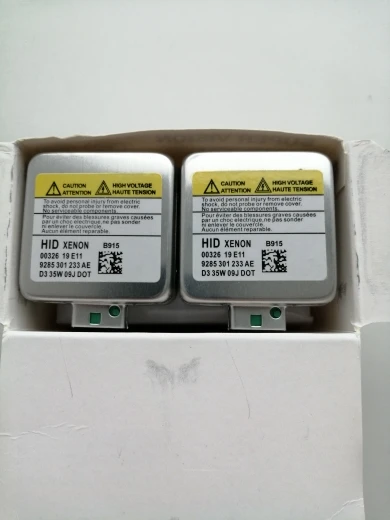 CAUTION
ATTENTION
HIGH VOLTAGE
HAUTE TENSION
To avoid personal injury from electric
shock, do not probe or remove cover.
No serviceable components.
Pour éviter des blessures graves causées
par un choc électrique,ne pas sonder
ni enlever le couvercle.
Aucun élément reparable.
HID XENON B915
00326 19 E11
9285 301 233 AE
D3 35W 09J DOT
CAUTION
ATTENTION
HIGH VOLTAGE
HAUTE TENSION
To avoid personal injury from electric
shock, do not probe or remove cover.
No serviceable components.
Pour éviter des blessures graves causées
par un choc électrique,ne pas sonder
ni enlever le couvercle.
Aucun élément reparable.
HID XENON B915
00326 19 E11
9285 301 233 AE
D3 35W 09J DOT